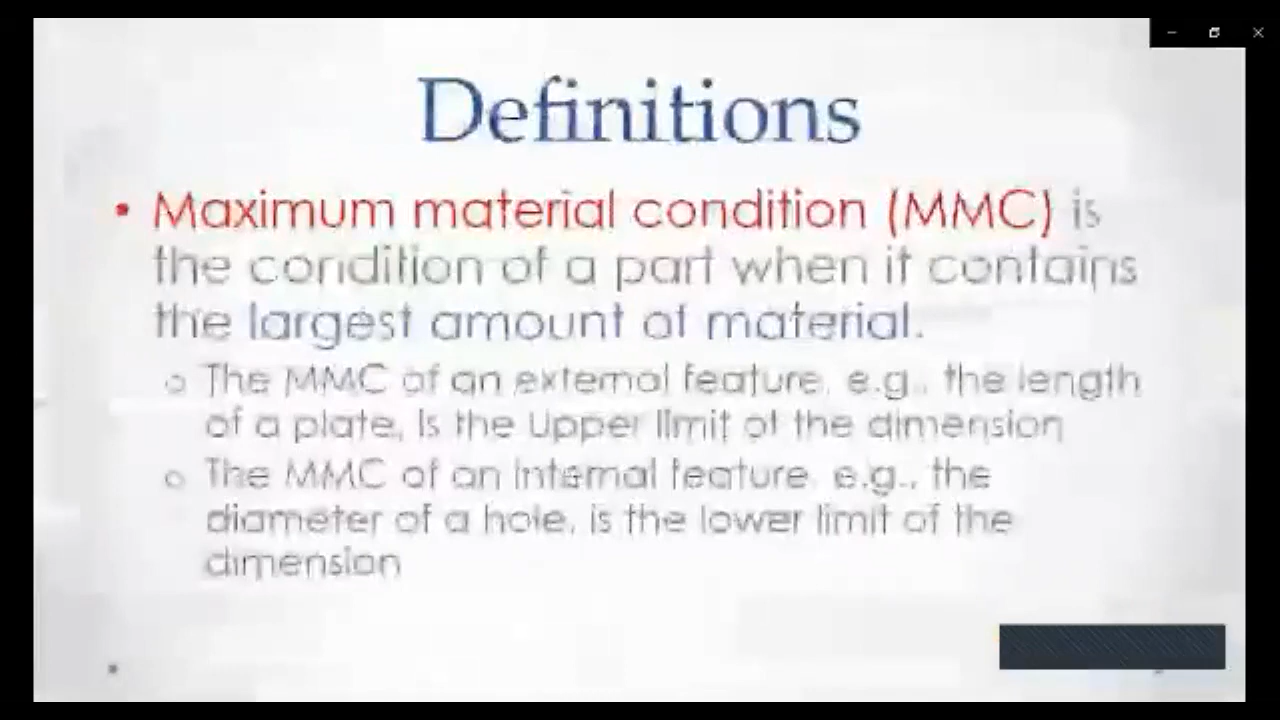 Definitions
• Maximum material condition (MMC) is
the condition of a part when it contains
the largest amount of material.
o The MMC of an external feature, e.g., the length
of a plate, is the upper limit of the dimension
o The MMC of an internal feature, e.g., the
diameter of a hole, is the lower limit of the
dimension